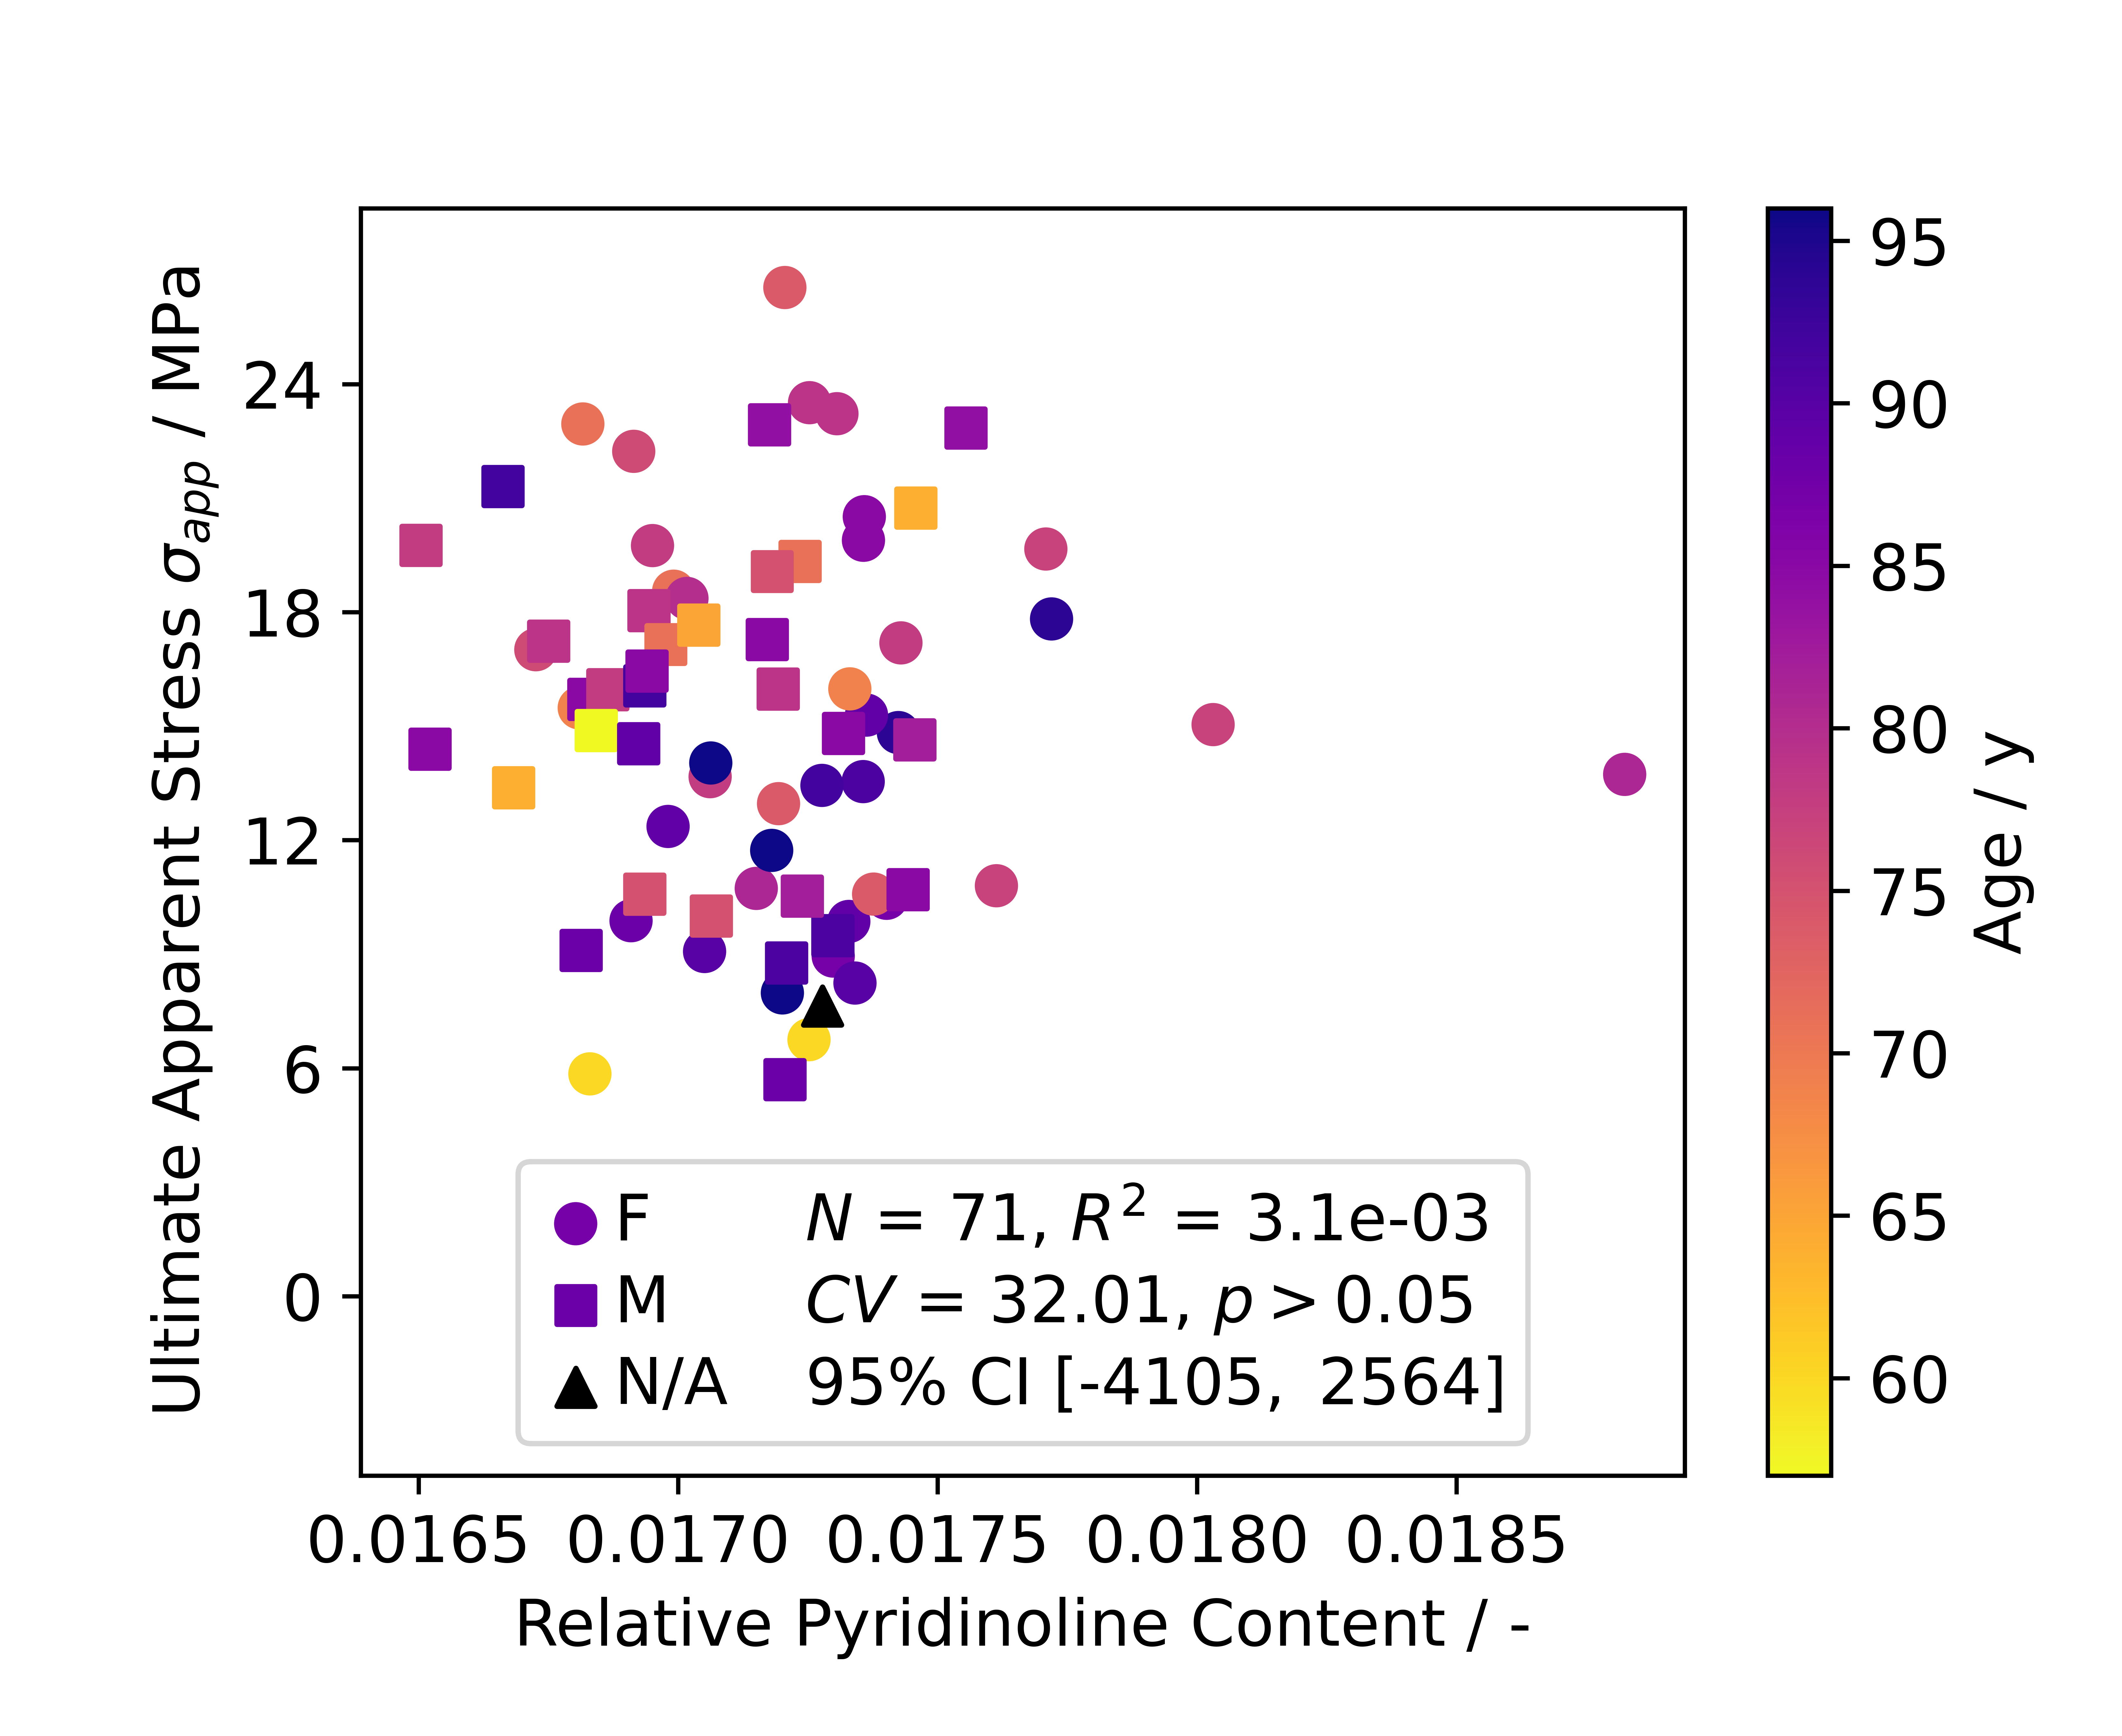 Ultimate Apparent Stress σapp / MPa
24
18
12
6
0
F N = 71, R² = 3.1e-03
M CV = 32.01, p > 0.05
N/A 95% CI [-4105, 2564]
0.0165 0.0170 0.0175 0.0180 0.0185
Relative Pyridinoline Content / -
95
90
85
80
75
70
65
60
Age / y